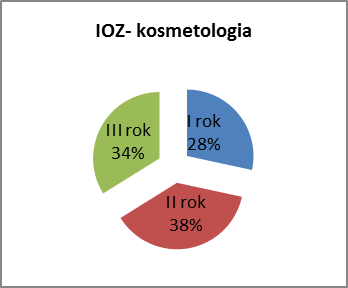 IOZ- kosmetologia
I rok
28%
II rok
38%
III rok
34%